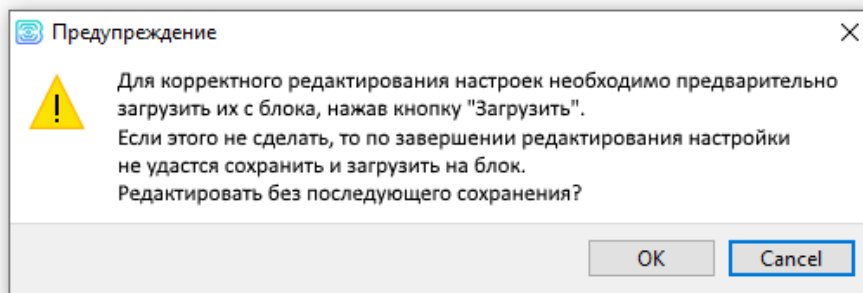 Предупреждение
Для корректного редактирования настроек необходимо предварительно
загрузить их с блока, нажав кнопку "Загрузить".
Если этого не сделать, то по завершении редактирования настройки
не удастся сохранить и загрузить на блок.
Редактировать без последующего сохранения?
OK
Cancel